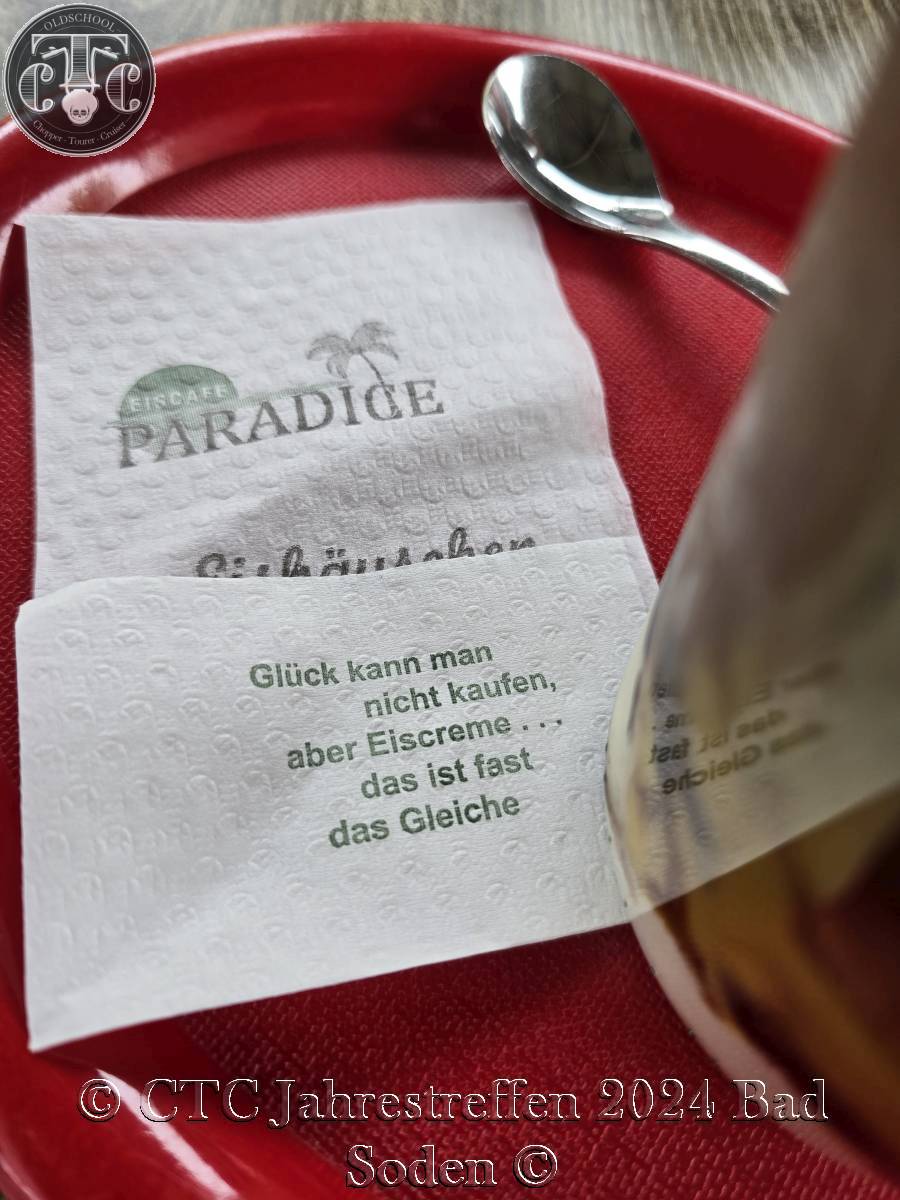 OLDSCHOOL
CTC
Chopper · Tourer · Cruiser
EISCAFE
PARADICE
Eishäuschen
Glück kann man
nicht kaufen,
aber Eiscreme . . .
das ist fast
das Gleiche
© CTC Jahrestreffen 2024 Bad
Soden ©